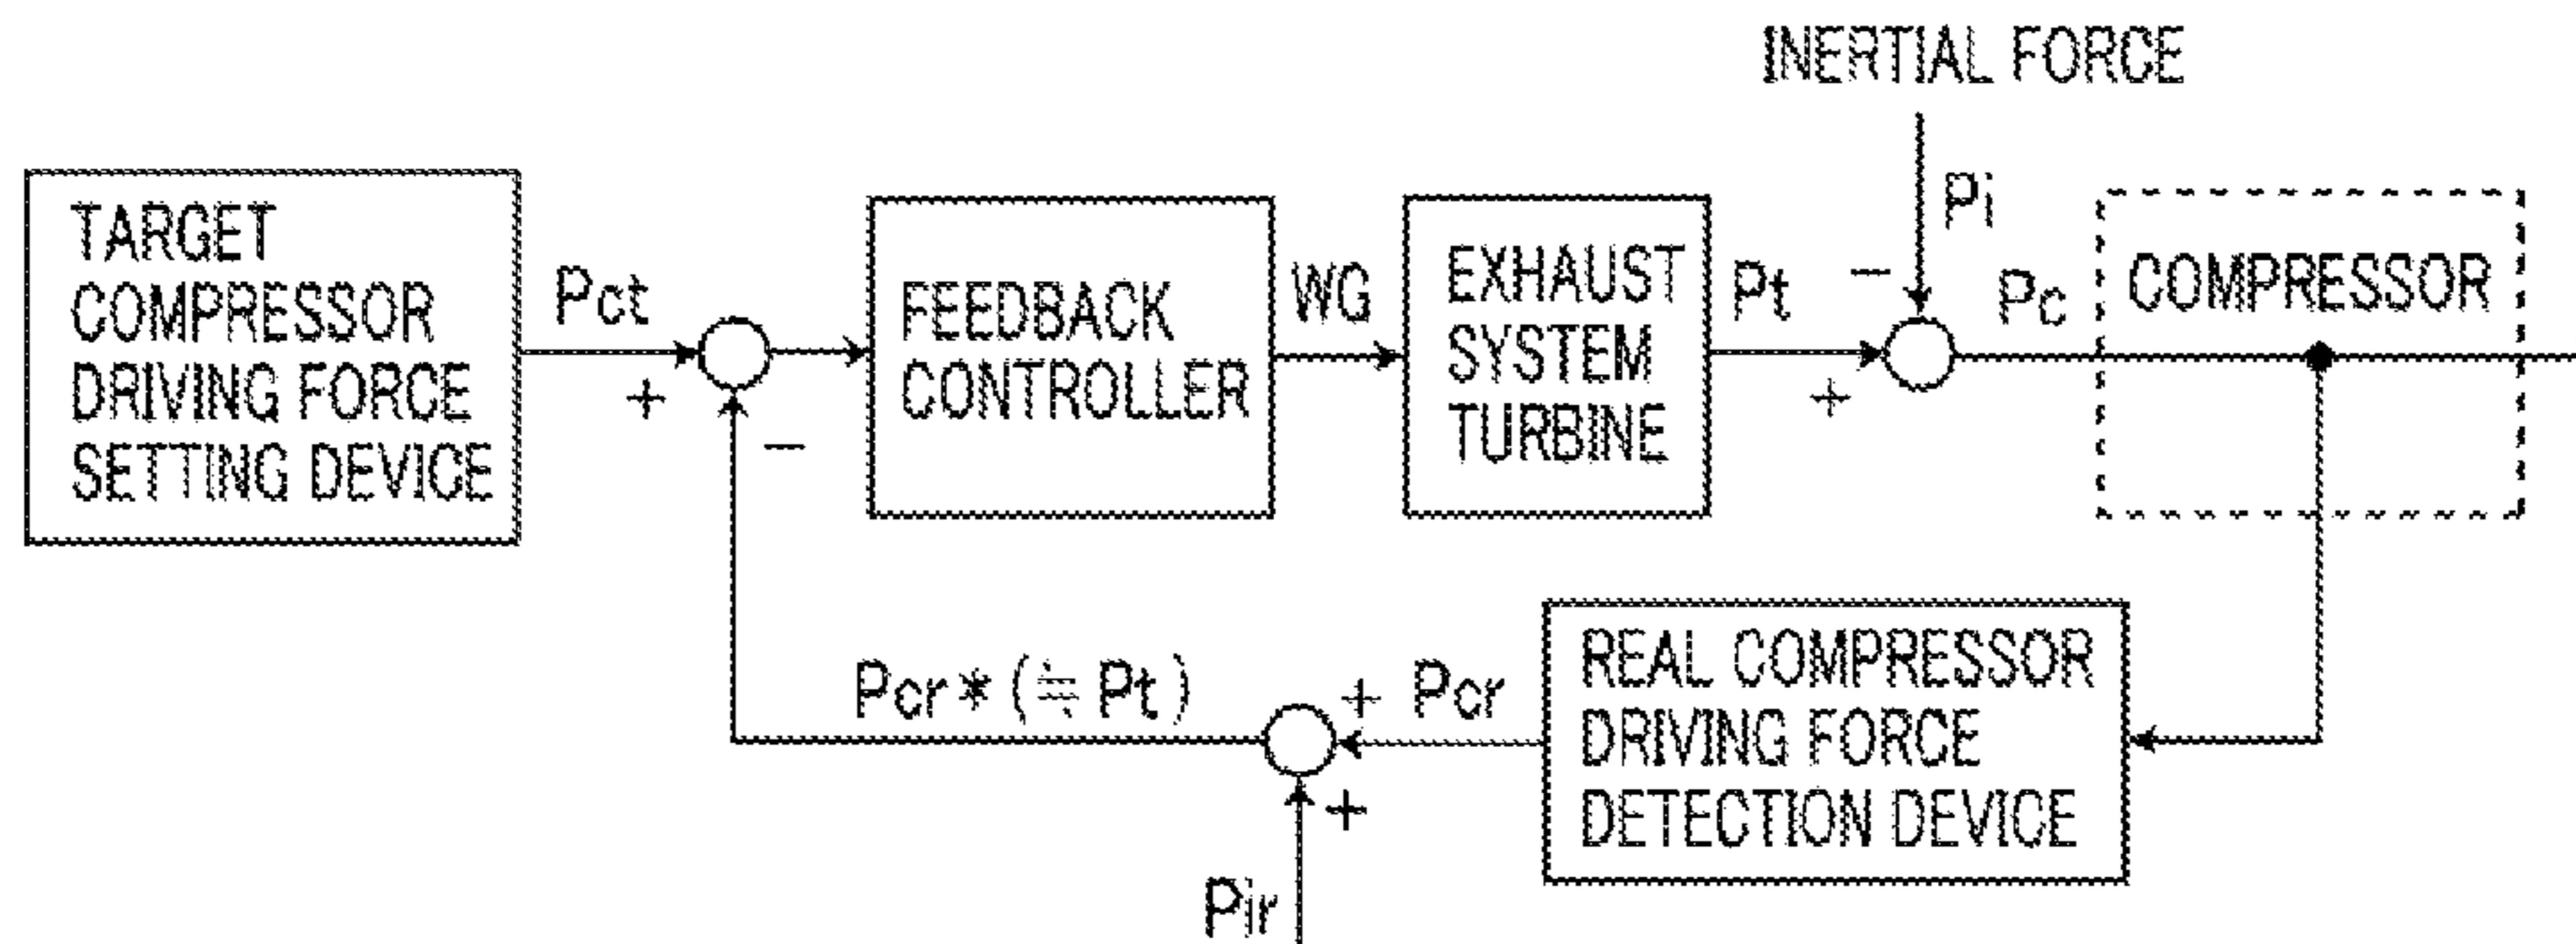 INERTIAL FORCE
Pi
TARGET
COMPRESSOR
DRIVING FORCE
SETTING DEVICE
Pct
+
−
FEEDBACK
CONTROLLER
WG
EXHAUST
SYSTEM
TURBINE
Pt
+
−
Pc
COMPRESSOR
Pcr* (≒ Pt)
+
Pcr
+
Pir
REAL COMPRESSOR
DRIVING FORCE
DETECTION DEVICE